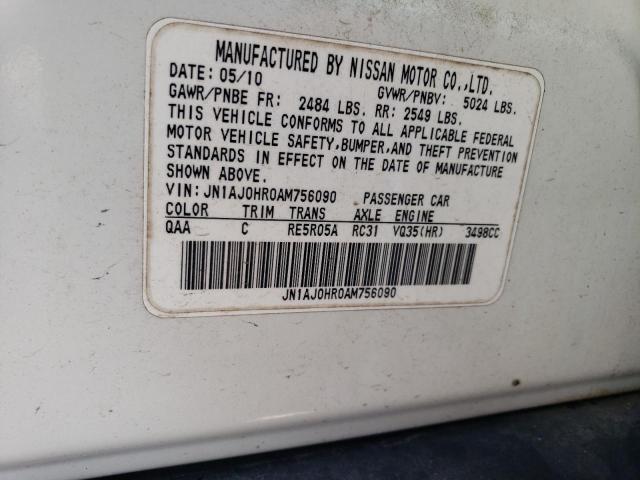 MANUFACTURED BY NISSAN MOTOR CO.,LTD.
DATE: 05/10 GVWR/PNBV: 5024 LBS.
GAWR/PNBE FR: 2484 LBS. RR: 2549 LBS.
THIS VEHICLE CONFORMS TO ALL APPLICABLE FEDERAL
MOTOR VEHICLE SAFETY,BUMPER,AND THEFT PREVENTION
STANDARDS IN EFFECT ON THE DATE OF MANUFACTURE
SHOWN ABOVE.
VIN: JN1AJ0HR0AM756090 PASSENGER CAR
COLOR TRIM TRANS AXLE ENGINE
QAA C RE5R05A RC31 VQ35(HR) 3498CC
JN1AJ0HR0AM756090